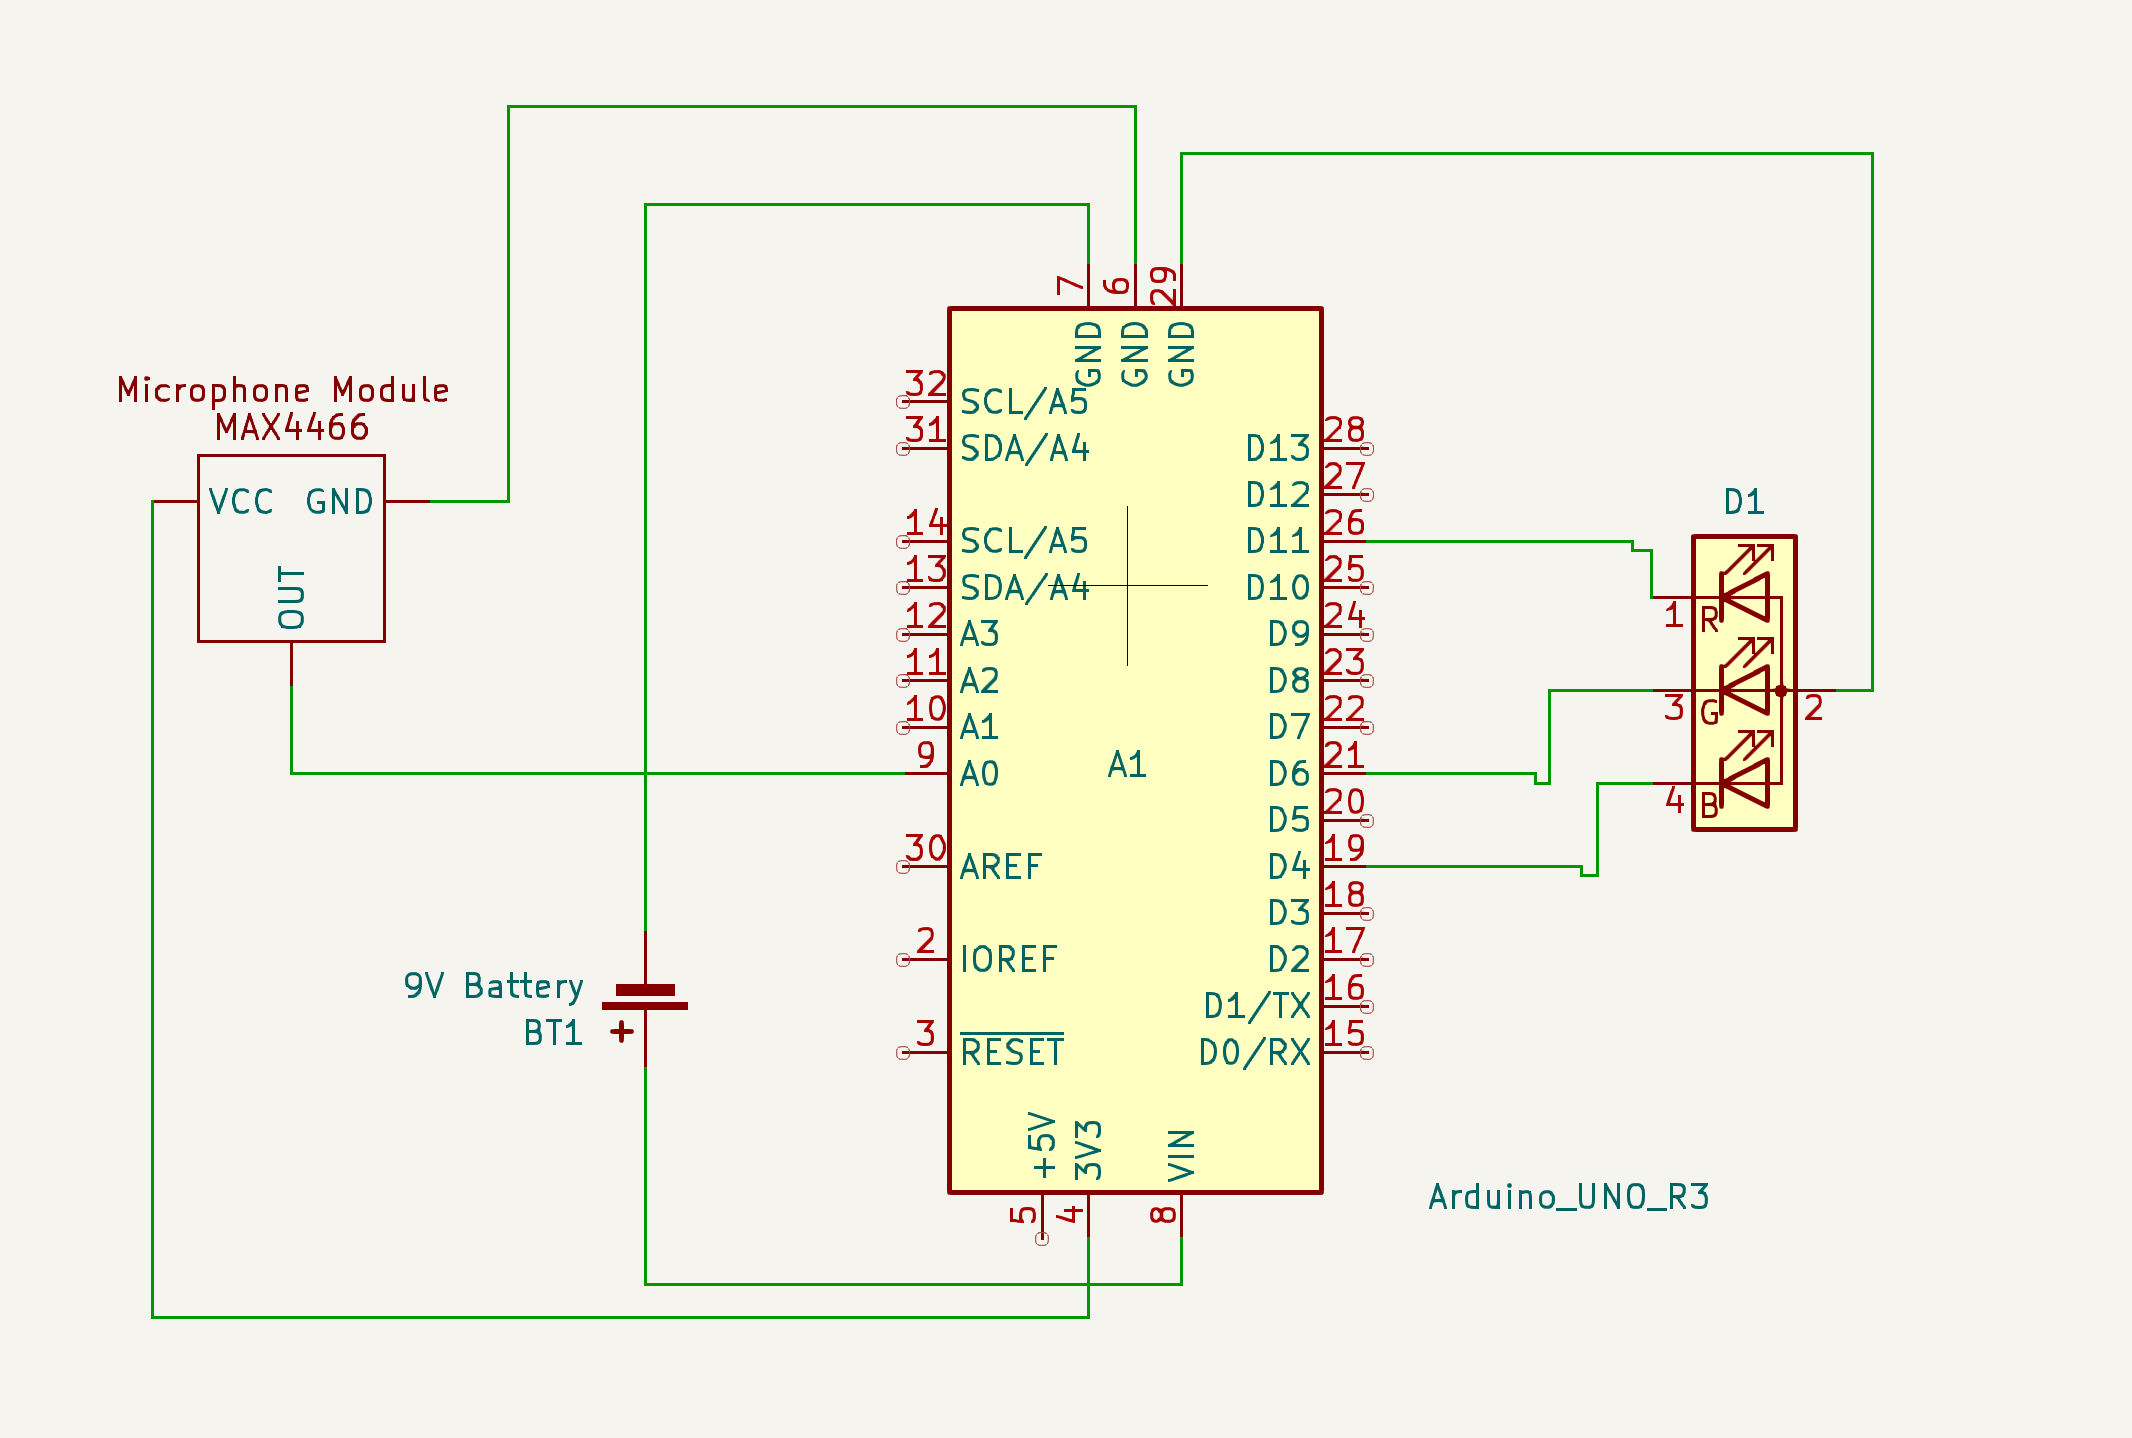 7
6
29
GND
GND
GND
Microphone Module
MAX4466
VCC GND
OUT
32
SCL/A5
31
SDA/A4
14
SCL/A5
13
SDA/A4
12
A3
11
A2
10
A1
9
A0
30
AREF
2
IOREF
3
RESET
A1
28
D13
27
D12
26
D11
25
D10
24
D9
23
D8
22
D7
21
D6
20
D5
19
D4
18
D3
17
D2
16
D1/TX
15
D0/RX
D1
1 R
3 G 2
4 B
9V Battery
BT1 +
+5V
3V3
VIN
5
4
8
Arduino_UNO_R3